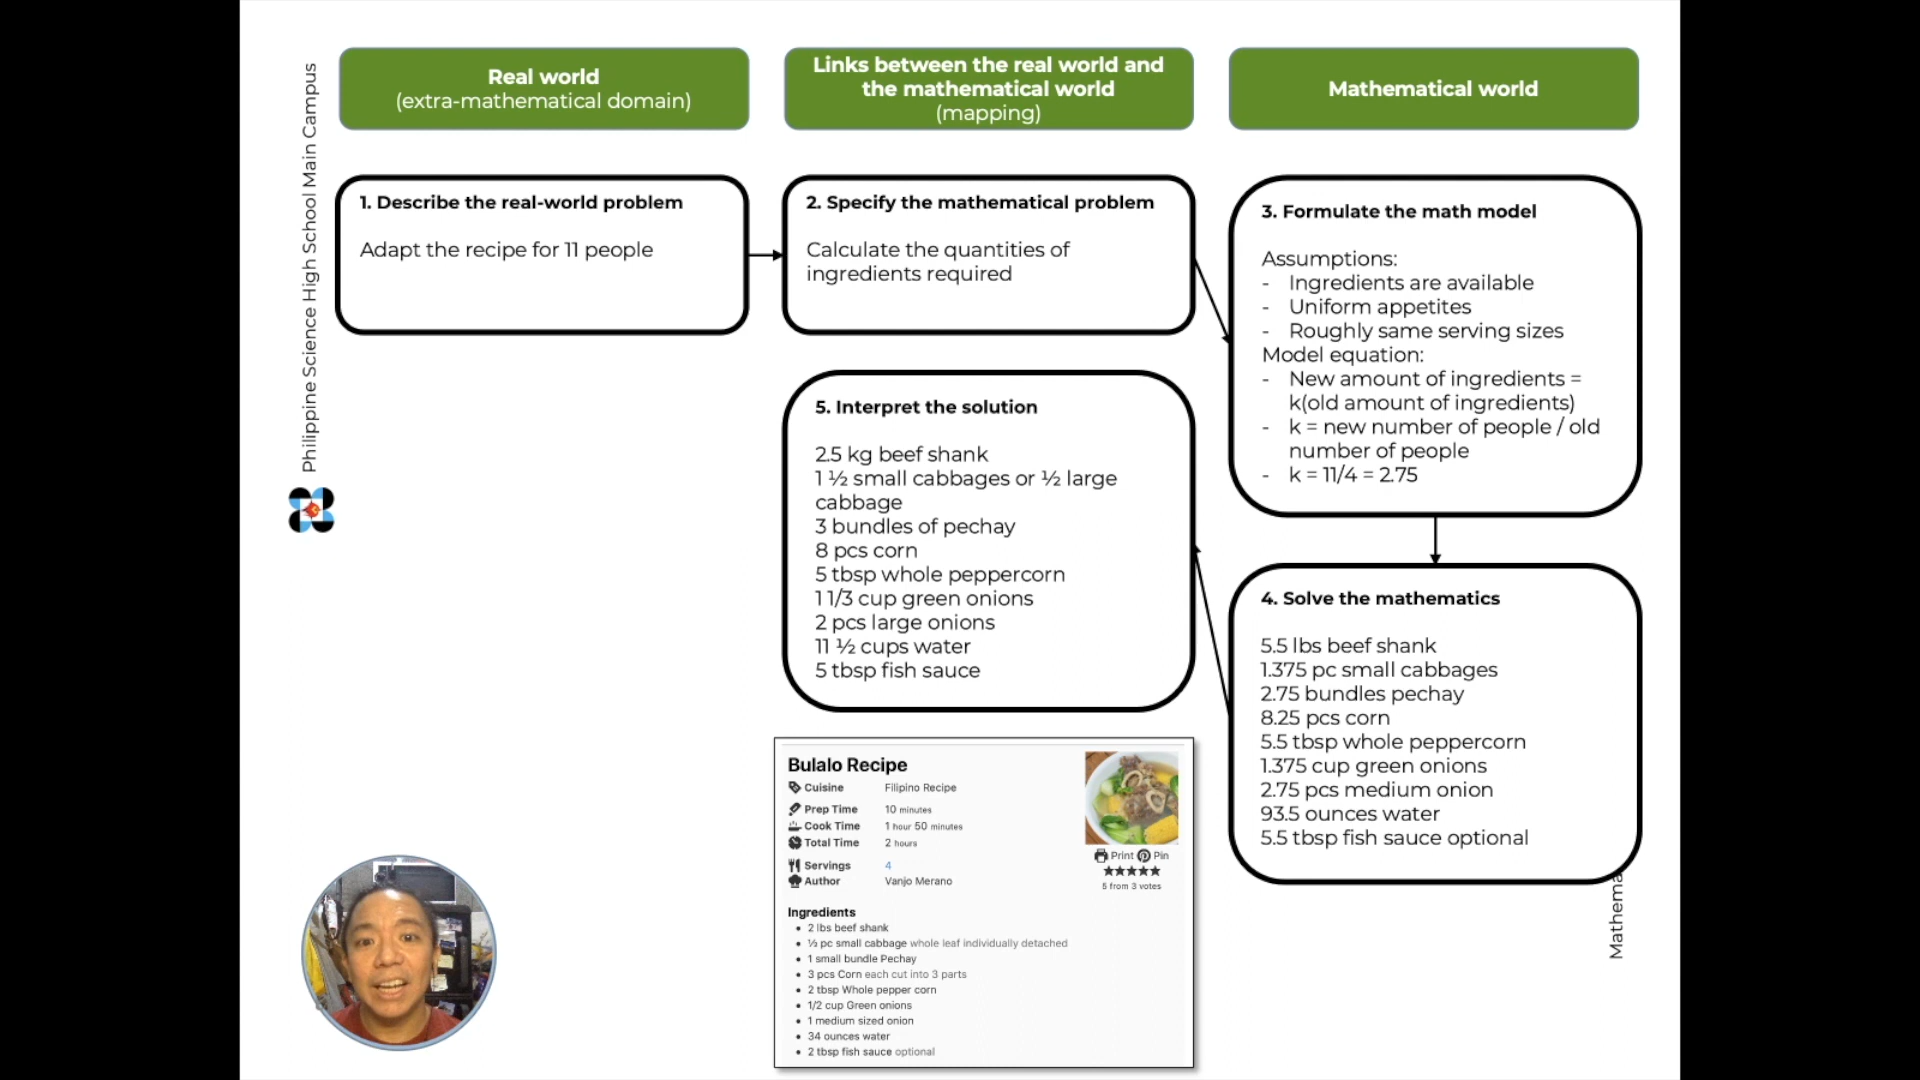 Philippine Science High School Main Campus
Real world
(extra-mathematical domain)
Links between the real world and
the mathematical world
(mapping)
Mathematical world
1. Describe the real-world problem
Adapt the recipe for 11 people
2. Specify the mathematical problem
Calculate the quantities of
ingredients required
3. Formulate the math model
Assumptions:
- Ingredients are available
- Uniform appetites
- Roughly same serving sizes
Model equation:
- New amount of ingredients =
k(old amount of ingredients)
- k = new number of people / old
number of people
- k = 11/4 = 2.75
4. Solve the mathematics
5.5 lbs beef shank
1.375 pc small cabbages
2.75 bundles pechay
8.25 pcs corn
5.5 tbsp whole peppercorn
1.375 cup green onions
2.75 pcs medium onion
93.5 ounces water
5.5 tbsp fish sauce optional
5. Interpret the solution
2.5 kg beef shank
1 ½ small cabbages or ½ large
cabbage
3 bundles of pechay
8 pcs corn
5 tbsp whole peppercorn
1 1/3 cup green onions
2 pcs large onions
11 ½ cups water
5 tbsp fish sauce
Bulalo Recipe
Cuisine Filipino Recipe
Prep Time 10 minutes
Cook Time 1 hour 50 minutes
Total Time 2 hours
Servings 4
Author Vanjo Merano
Print Pin
★★★★★
5 from 3 votes
Ingredients
• 2 lbs beef shank
• ½ pc small cabbage whole leaf individually detached
• 1 small bundle Pechay
• 3 pcs Corn each cut into 3 parts
• 2 tbsp Whole pepper corn
• 1/2 cup Green onions
• 1 medium sized onion
• 34 ounces water
• 2 tbsp fish sauce optional
Mathema